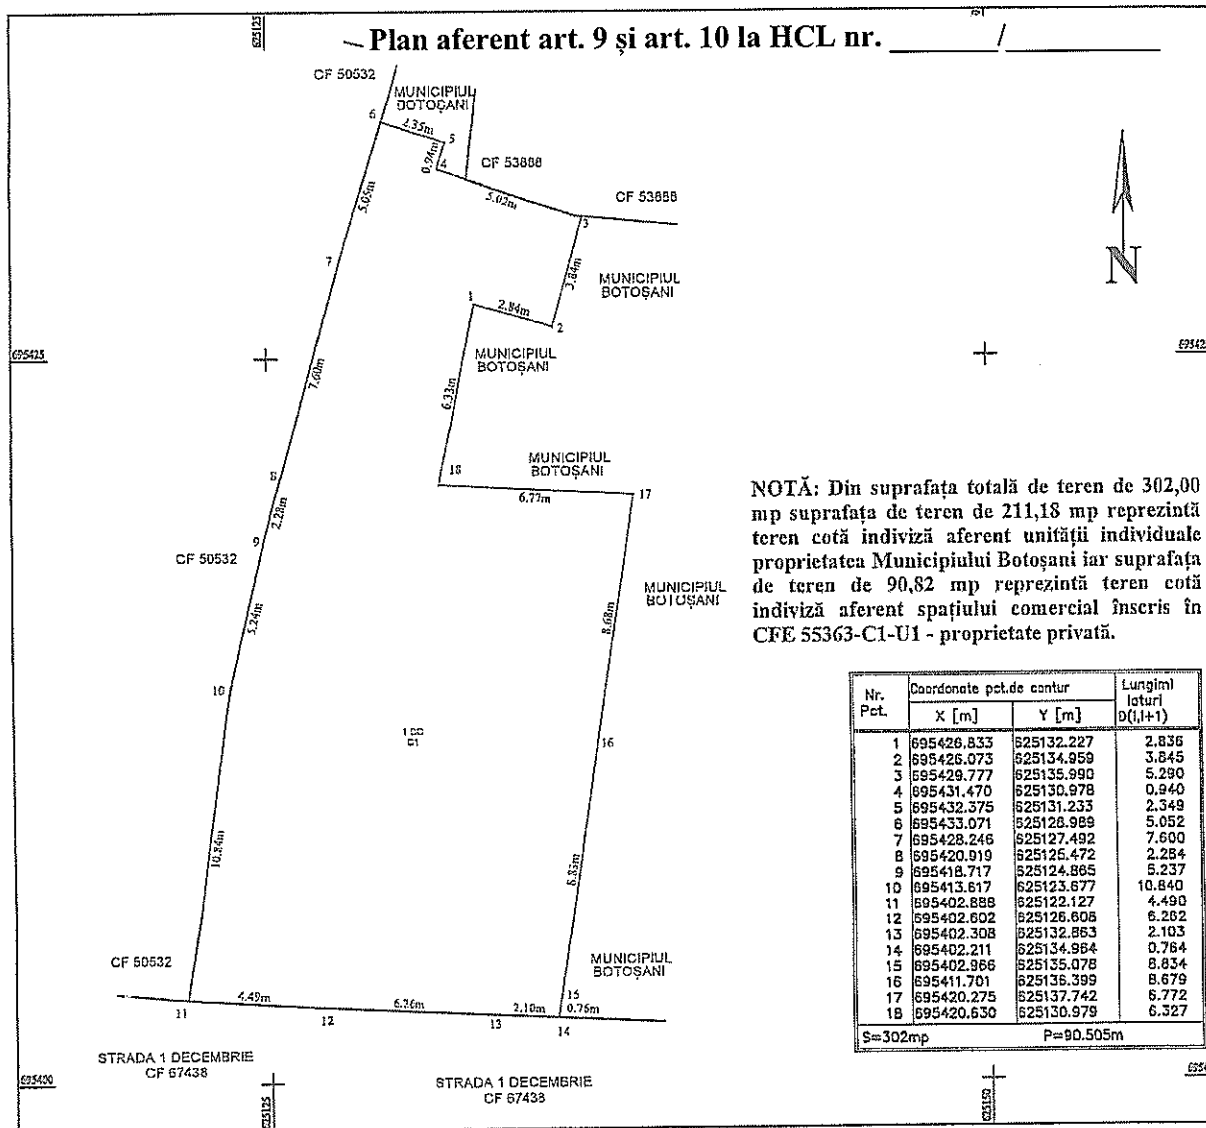 Plan aferent art. 9 și art. 10 la HCL nr. ______/__________
625125
CF 50532
MUNICIPIUL
BOTOȘANI
6
2.35m
5
0.94m
4
CF 53888
5.02m
CF 53888
3
5.05m
7
3.84m
MUNICIPIUL
BOTOȘANI
N
1
2.84m
2
MUNICIPIUL
BOTOȘANI
695425
7.60m
6.33m
MUNICIPIUL
BOTOȘANI
18
6.77m
17
8
2.28m
9
CF 50532
5.24m
10
MUNICIPIUL
BOTOȘANI
8.68m
NOTĂ: Din suprafața totală de teren de 302,00
mp suprafața de teren de 211,18 mp reprezintă
teren cotă indiviză aferent unității individuale
proprietatea Municipiului Botoșani iar suprafața
de teren de 90,82 mp reprezintă teren cotă
indiviză aferent spațiului comercial înscris în
CFE 55363-C1-U1 - proprietate privată.
C1
16
10.84m
8.83m
Nr. Pct. Coordonate pct.de contur Lungimi laturi D(i,i+1)
X [m] Y [m]
1 695426.833 625132.227 2.836
2 695426.073 625134.959 3.845
3 695429.777 625135.990 5.290
4 695431.470 625130.978 0.940
5 695432.375 625131.233 2.349
6 695433.071 625128.989 5.052
7 695428.246 625127.492 7.600
8 695420.919 625125.472 2.284
9 695418.717 625124.865 5.237
10 695413.617 625123.677 10.840
11 695402.888 625122.127 4.490
12 695402.602 625126.608 6.262
13 695402.308 625132.863 2.103
14 695402.211 625134.964 0.764
15 695402.966 625135.078 8.834
16 695411.701 625136.399 8.679
17 695420.275 625137.742 6.772
18 695420.630 625130.979 6.327
S=302mp P=90.505m
CF 50532
MUNICIPIUL
BOTOȘANI
11
4.49m
12
6.26m
13
2.10m
15
0.76m
14
STRADA 1 DECEMBRIE
CF 67438
STRADA 1 DECEMBRIE
CF 67438
695400
625125
625150